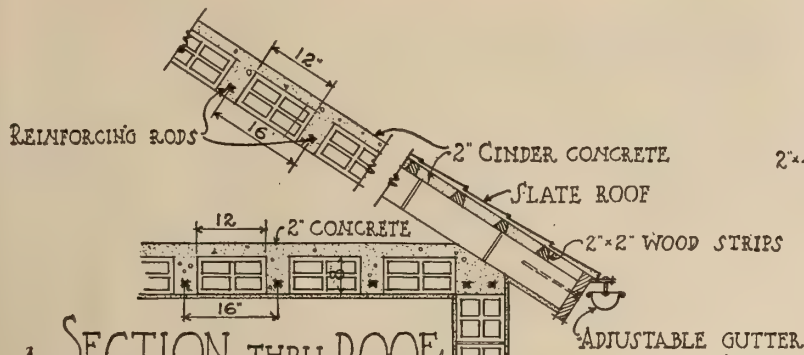 12"
REINFORCING RODS
16
2" CINDER CONCRETE
2"×
SLATE ROOF
12
2" CONCRETE
2"×2" WOOD STRIPS
8
16"
SECTION THRU ROOF
ADJUSTABLE GUTTER